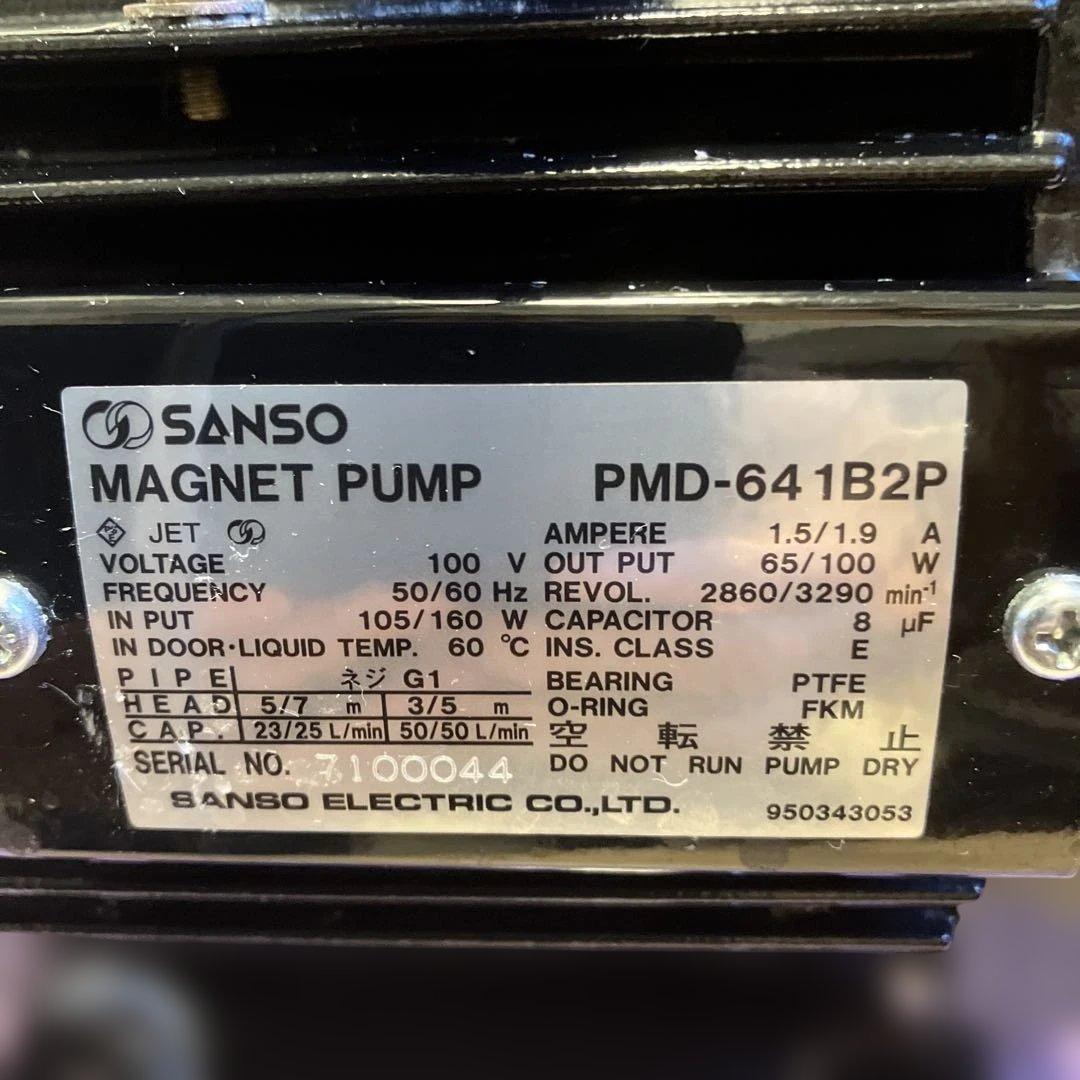 SANSO
MAGNET PUMP PMD-641B2P
JET AMPERE 1.5/1.9 A
VOLTAGE 100 V OUT PUT 65/100 W
FREQUENCY 50/60 Hz REVOL. 2860/3290 min⁻¹
IN PUT 105/160 W CAPACITOR 8 μF
IN DOOR·LIQUID TEMP. 60 ℃ INS. CLASS E
PIPE ネジ G1 BEARING PTFE
HEAD 5/7 m 3/5 m O-RING FKM
CAP. 23/25 L/min 50/50 L/min 空転禁止
SERIAL NO. 7100044 DO NOT RUN PUMP DRY
SANSO ELECTRIC CO.,LTD. 950343053